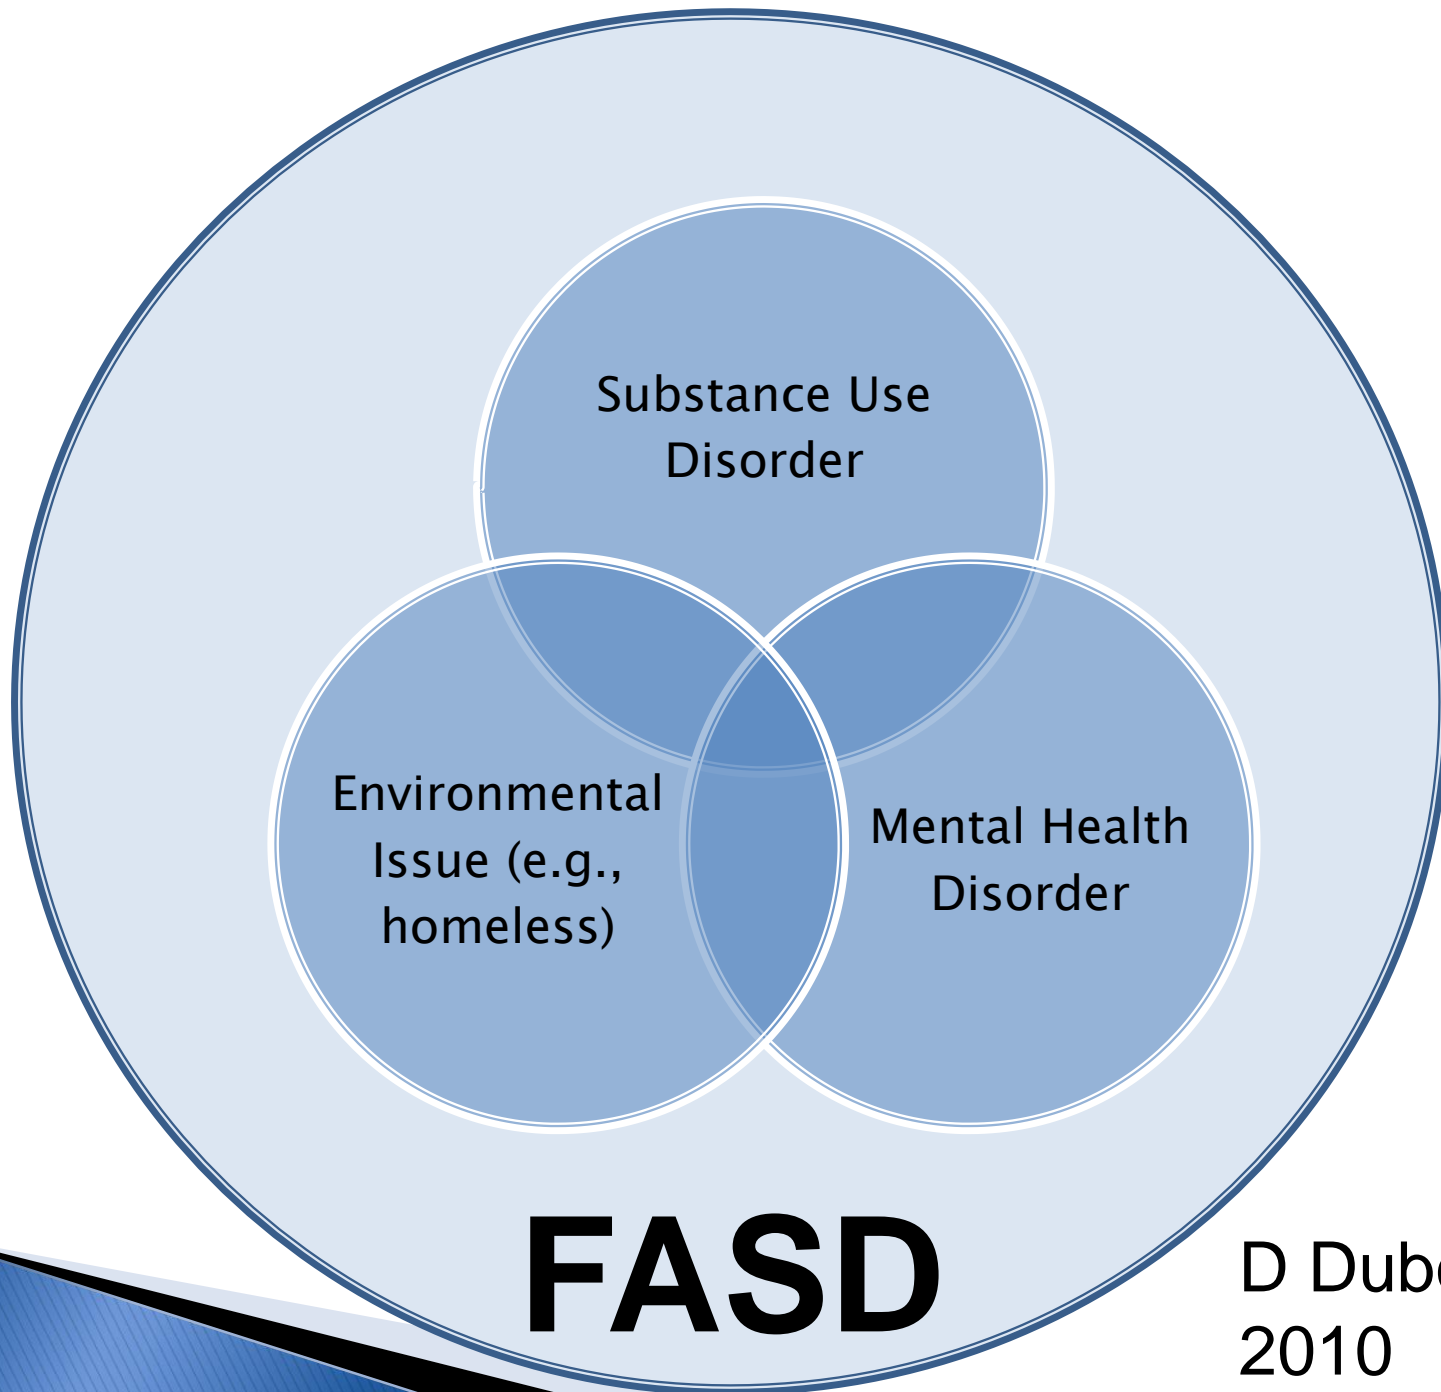 Substance Use
Disorder
Environmental
Issue (e.g.,
homeless)
Mental Health
Disorder
FASD
D
2010